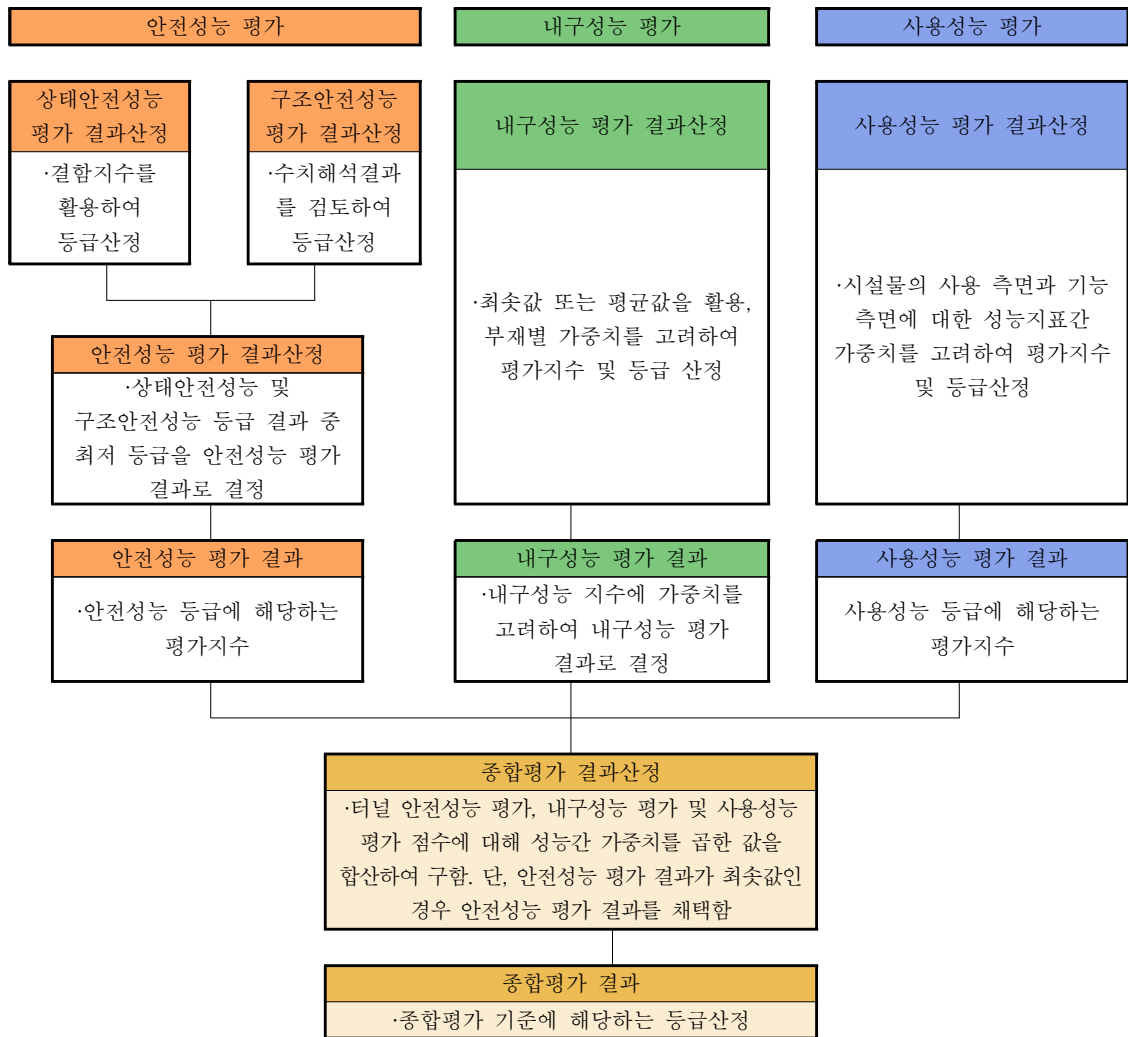 안전성능 평가
내구성능 평가
사용성능 평가
상태안전성능
평가 결과산정
·결함지수를
활용하여
등급산정
구조안전성능
평가 결과산정
·수치해석결과
를 검토하여
등급산정
안전성능 평가 결과산정
·상태안전성능 및
구조안전성능 등급 결과 중
최저 등급을 안전성능 평가
결과로 결정
내구성능 평가 결과산정
·최솟값 또는 평균값을 활용,
부재별 가중치를 고려하여
평가지수 및 등급 산정
사용성능 평가 결과산정
·시설물의 사용 측면과 기능
측면에 대한 성능지표간
가중치를 고려하여 평가지수
및 등급산정
안전성능 평가 결과
·안전성능 등급에 해당하는
평가지수
내구성능 평가 결과
·내구성능 지수에 가중치를
고려하여 내구성능 평가
결과로 결정
사용성능 평가 결과
사용성능 등급에 해당하는
평가지수
종합평가 결과산정
·터널 안전성능 평가, 내구성능 평가 및 사용성능
평가 점수에 대해 성능간 가중치를 곱한 값을
합산하여 구함. 단, 안전성능 평가 결과가 최솟값인
경우 안전성능 평가 결과를 채택함
종합평가 결과
·종합평가 기준에 해당하는 등급산정